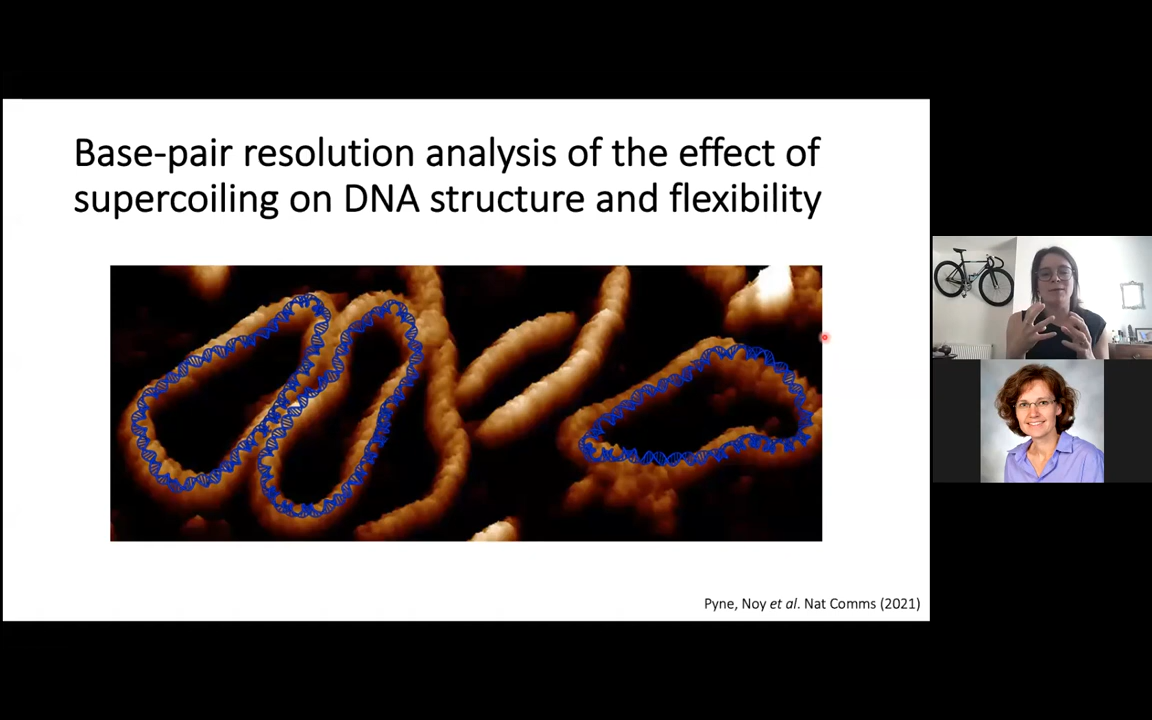 Base-pair resolution analysis of the effect of
supercoiling on DNA structure and flexibility
Pyne, Noy et al. Nat Comms (2021)